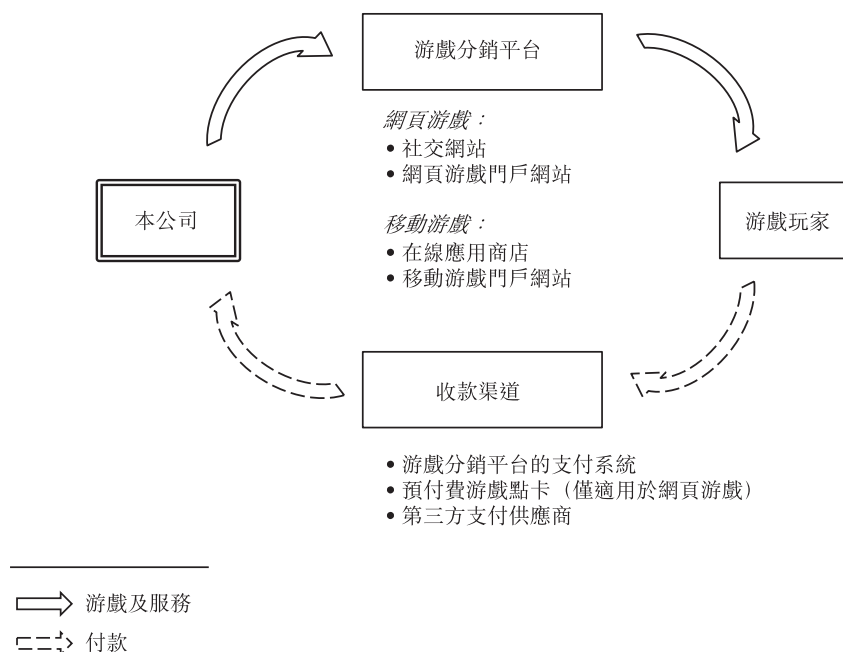 游戲分銷平台
網頁游戲：
• 社交網站
• 網頁游戲門戶網站
本公司
游戲玩家
移動游戲：
• 在線應用商店
• 移動游戲門戶網站
收款渠道
• 游戲分銷平台的支付系統
• 預付費游戲點卡（僅適用於網頁游戲）
• 第三方支付供應商
游戲及服務
付款